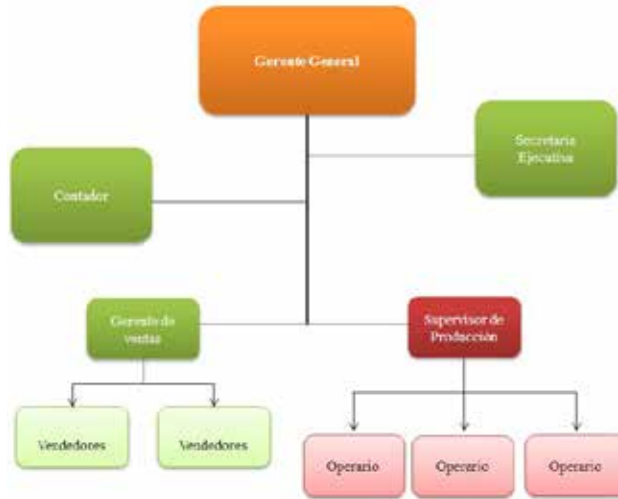 Gerente General
Secretaria
Ejecutiva
Contador
Gerente de
ventas
Supervisor de
Producción
Vendedores
Vendedores
Operario
Operario
Operario